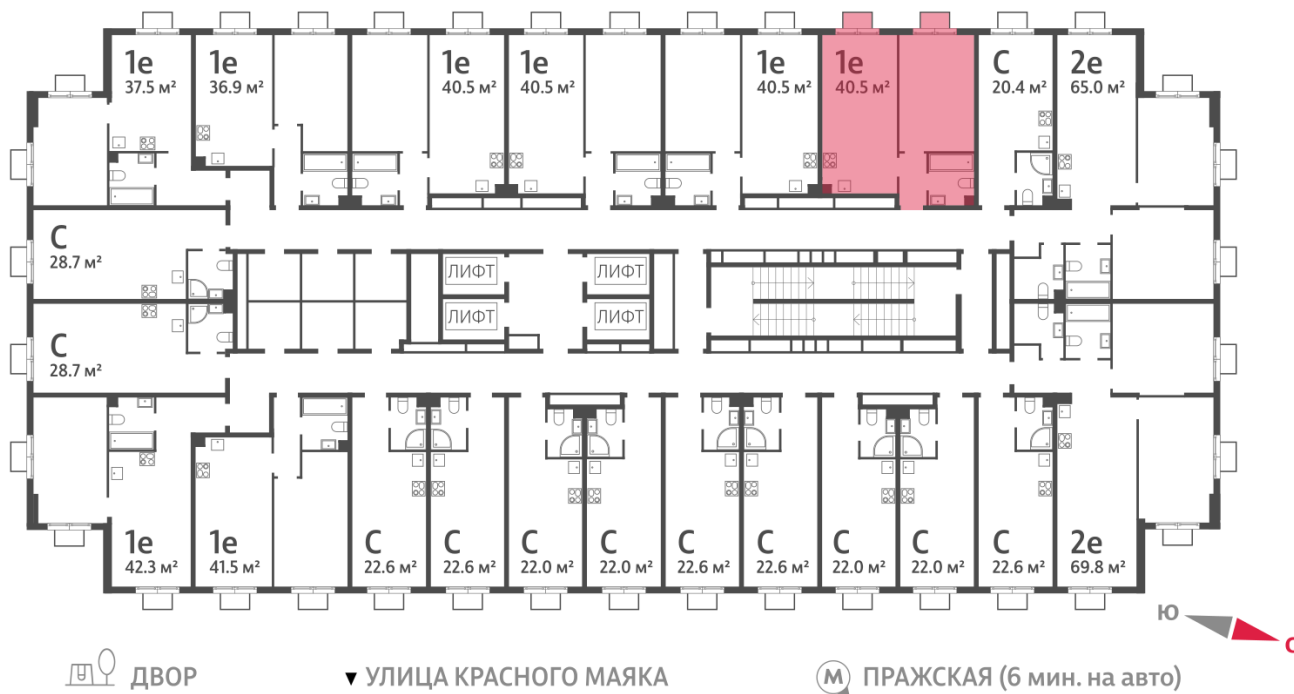 1е
37.5 м²
1е
36.9 м²
1е
40.5 м²
1е
40.5 м²
1е
40.5 м²
1е
40.5 м²
С
20.4 м²
2е
65.0 м²
С
28.7 м²
ЛИФТ
ЛИФТ
ЛИФТ
ЛИФТ
С
28.7 м²
1е
42.3 м²
1е
41.5 м²
С
22.6 м²
С
22.6 м²
С
22.0 м²
С
22.0 м²
С
22.6 м²
С
22.6 м²
С
22.0 м²
С
22.0 м²
С
22.6 м²
2е
69.8 м²
Ю
С
ДВОР
▼ УЛИЦА КРАСНОГО МАЯКА
М ПРАЖСКАЯ (6 мин. на авто)